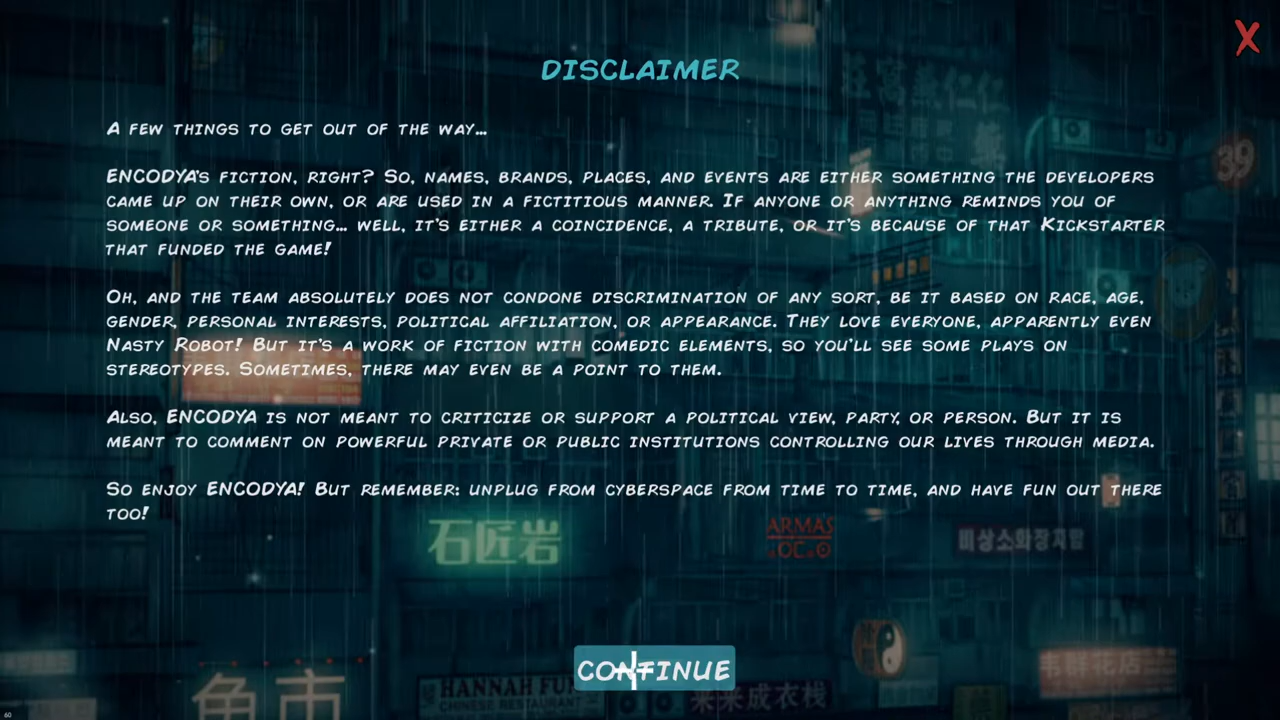 DISCLAIMER
A FEW THINGS TO GET OUT OF THE WAY...
ENCODYA'S FICTION, RIGHT? SO, NAMES, BRANDS, PLACES, AND EVENTS ARE EITHER SOMETHING THE DEVELOPERS
CAME UP ON THEIR OWN, OR ARE USED IN A FICTITIOUS MANNER. IF ANYONE OR ANYTHING REMINDS YOU OF
SOMEONE OR SOMETHING... WELL, IT'S EITHER A COINCIDENCE, A TRIBUTE, OR IT'S BECAUSE OF THAT KICKSTARTER
THAT FUNDED THE GAME!
OH, AND THE TEAM ABSOLUTELY DOES NOT CONDONE DISCRIMINATION OF ANY SORT, BE IT BASED ON RACE, AGE,
GENDER, PERSONAL INTERESTS, POLITICAL AFFILIATION, OR APPEARANCE. THEY LOVE EVERYONE, APPARENTLY EVEN
NASTY ROBOT! BUT IT'S A WORK OF FICTION WITH COMEDIC ELEMENTS, SO YOU'LL SEE SOME PLAYS ON
STEREOTYPES. SOMETIMES, THERE MAY EVEN BE A POINT TO THEM.
ALSO, ENCODYA IS NOT MEANT TO CRITICIZE OR SUPPORT A POLITICAL VIEW, PARTY, OR PERSON. BUT IT IS
MEANT TO COMMENT ON POWERFUL PRIVATE OR PUBLIC INSTITUTIONS CONTROLLING OUR LIVES THROUGH MEDIA.
SO ENJOY ENCODYA! BUT REMEMBER: UNPLUG FROM CYBERSPACE FROM TIME TO TIME, AND HAVE FUN OUT THERE
TOO!
39
石匠岩
ARMAS
CONTINUE
角市
HANNAH
CHINESE RESTAURANT
来来成衣栈
60